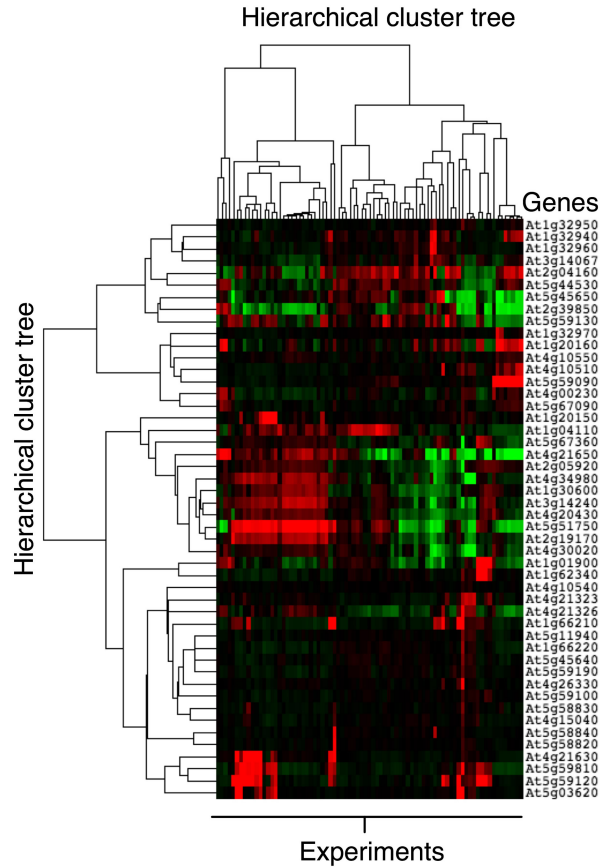 Hierarchical cluster tree
Genes
Hierarchical cluster tree
At1g32950
At1g32940
At1g32960
At3g14067
At2g04160
At5g44530
At5g45650
At2g39850
At5g59130
At1g32970
At1g20160
At4g10550
At4g10510
At5g59090
At4g00230
At5g67090
At1g20150
At1g04110
At5g67360
At4g21650
At2g05920
At4g34980
At1g30600
At3g14240
At4g20430
At5g51750
At2g19170
At4g30020
At1g01900
At1g62340
At4g10540
At4g21323
At4g21326
At1g66210
At5g11940
At1g66220
At5g45640
At5g59190
At4g26330
At5g59100
At5g58830
At4g15040
At5g58840
At5g58820
At4g21630
At5g59810
At5g59120
At5g03620
Experiments